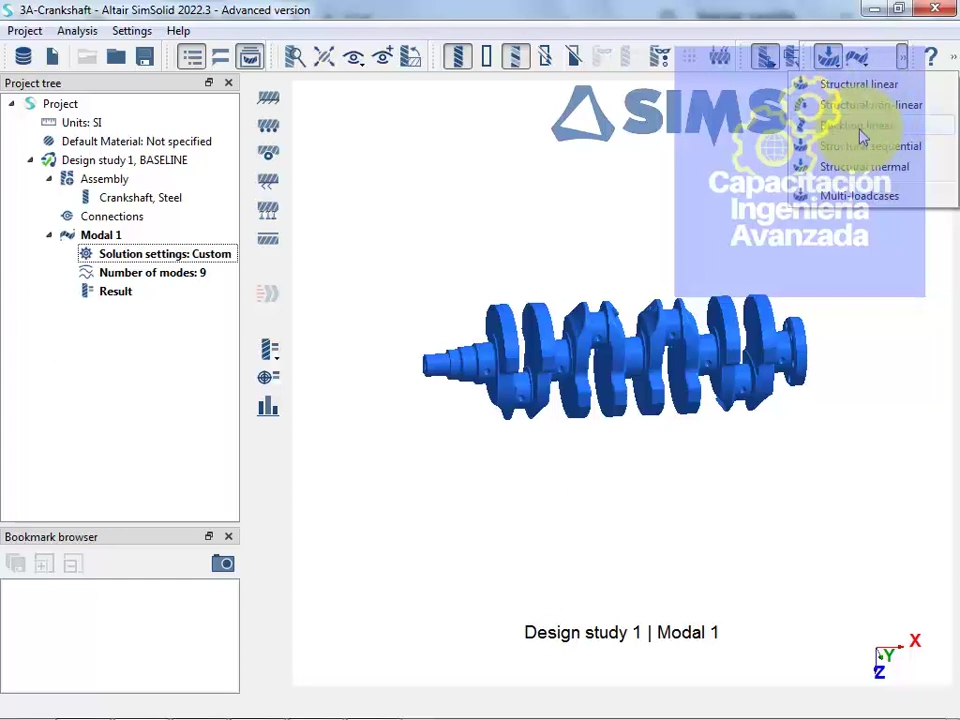 3A-Crankshaft - Altair SimSolid 2022.3 - Advanced version
Project Analysis Settings Help
Project tree
Project
Units: SI
Default Material: Not specified
Design study 1, BASELINE
Assembly
Crankshaft, Steel
Connections
Modal 1
Solution settings: Custom
Number of modes: 9
Result
Bookmark browser
SIMS
Structural linear
Structural non-linear
Buckling linear
Structural sequential
Structural thermal
Multi-loadcases
Capacitación
Ingeniería
Avanzada
Design study 1 | Modal 1
X
Y
Z